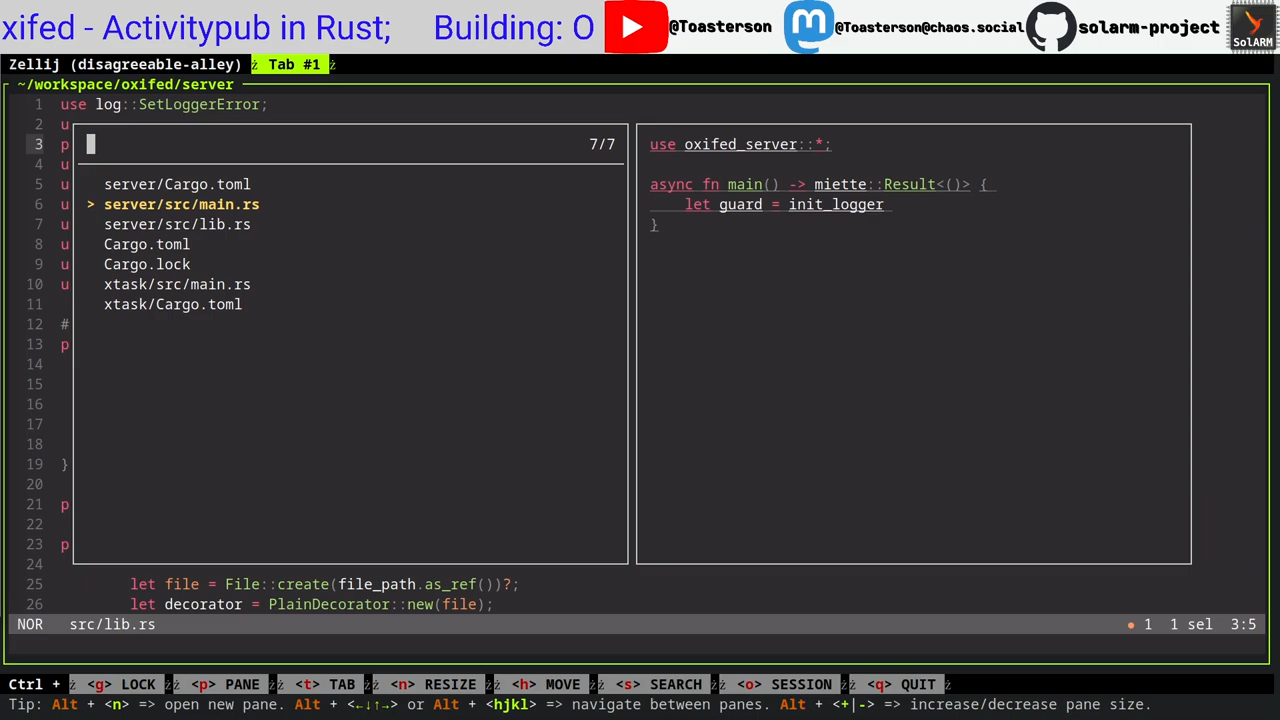 xifed - Activitypub in Rust; Building: O
@Toasterson
@Toasterson@chaos.social
solarm-project
SolARM
Zellij (disagreeable-alley) Tab #1
~/workspace/oxifed/server
1 use log::SetLoggerError;
2 u
3 p
4 u
5 u
6 u
7 u
8 u
9 u
10 u
11
12 #
13 p
14
15
16
17
18
19 }
20
21 p
22
23 p
24
7/7
server/Cargo.toml
> server/src/main.rs
server/src/lib.rs
Cargo.toml
Cargo.lock
xtask/src/main.rs
xtask/Cargo.toml
use oxifed_server::*;
async fn main() -> miette::Result<()> {
let guard = init_logger
}
25 let file = File::create(file_path.as_ref())?;
26 let decorator = PlainDecorator::new(file);
NOR src/lib.rs ● 1 1 sel 3:5
Ctrl + <g> LOCK <p> PANE <t> TAB <n> RESIZE <h> MOVE <s> SEARCH <o> SESSION <q> QUIT
Tip: Alt + <n> => open new pane. Alt + <←↓↑→> or Alt + <hjkl> => navigate between panes. Alt + <+|-> => increase/decrease pane size.